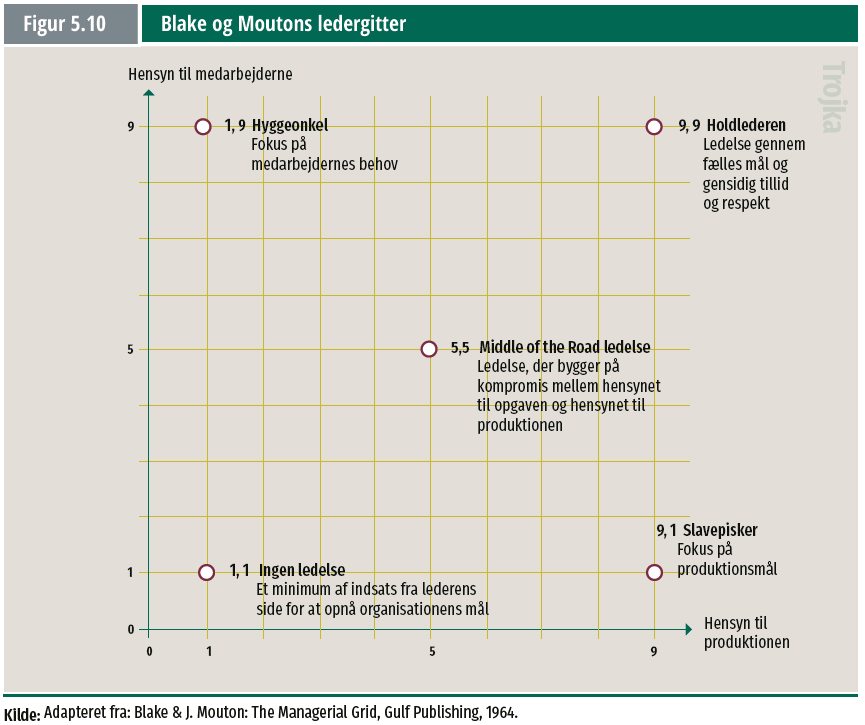 Figur 5.10
Blake og Moutons ledergitter
Trojka
Hensyn til medarbejderne
9
1, 9 Hyggeonkel
Fokus på
medarbejdernes behov
9, 9 Holdlederen
Ledelse gennem
fælles mål og
gensidig tillid
og respekt
5
5,5 Middle of the Road ledelse
Ledelse, der bygger på
kompromis mellem hensynet
til opgaven og hensynet til
produktionen
9, 1 Slavepisker
Fokus på
produktionsmål
1
1, 1 Ingen ledelse
Et minimum af indsats fra lederens
side for at opnå organisationens mål
0
Hensyn til
produktionen
0 1 5 9
Kilde: Adapteret fra: Blake & J. Mouton: The Managerial Grid, Gulf Publishing, 1964.